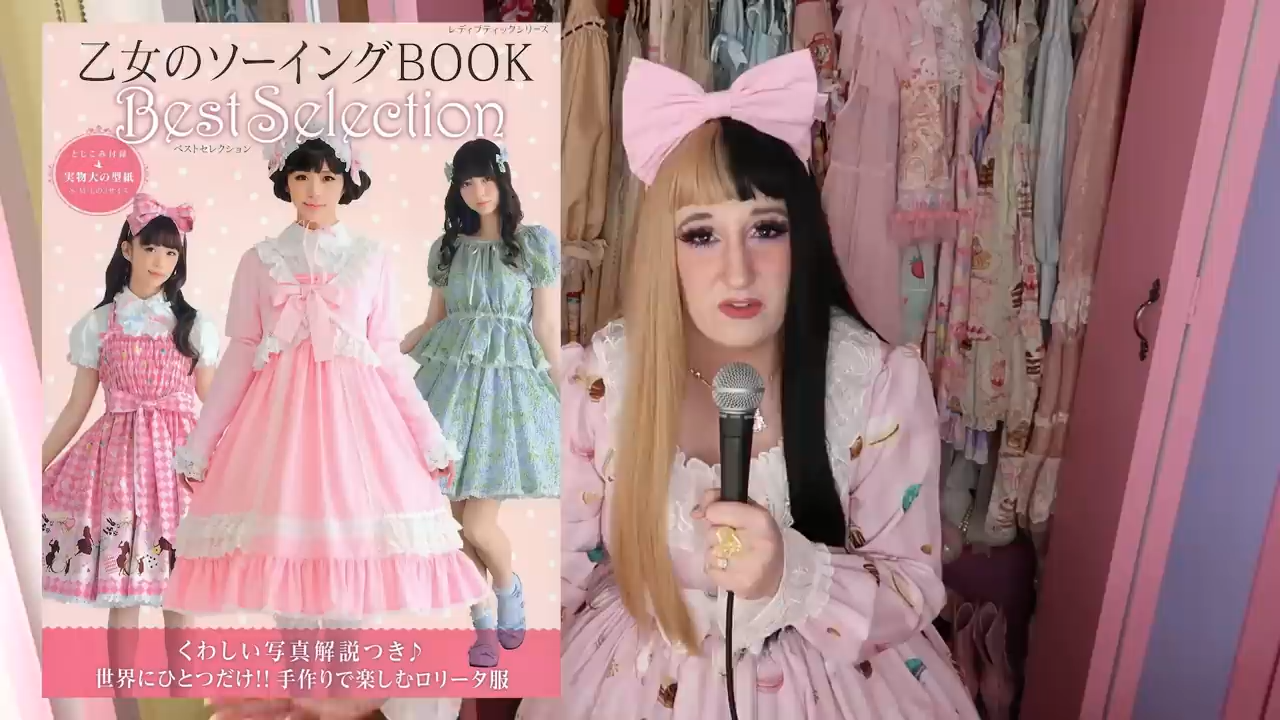 レディブティックシリーズ
乙女のソーイングBOOK
Best Selection
ベストセレクション
とじこみ付録
実物大の型紙
くわしい写真解説つき♪
世界にひとつだけ!! 手作りで楽しむロリータ服